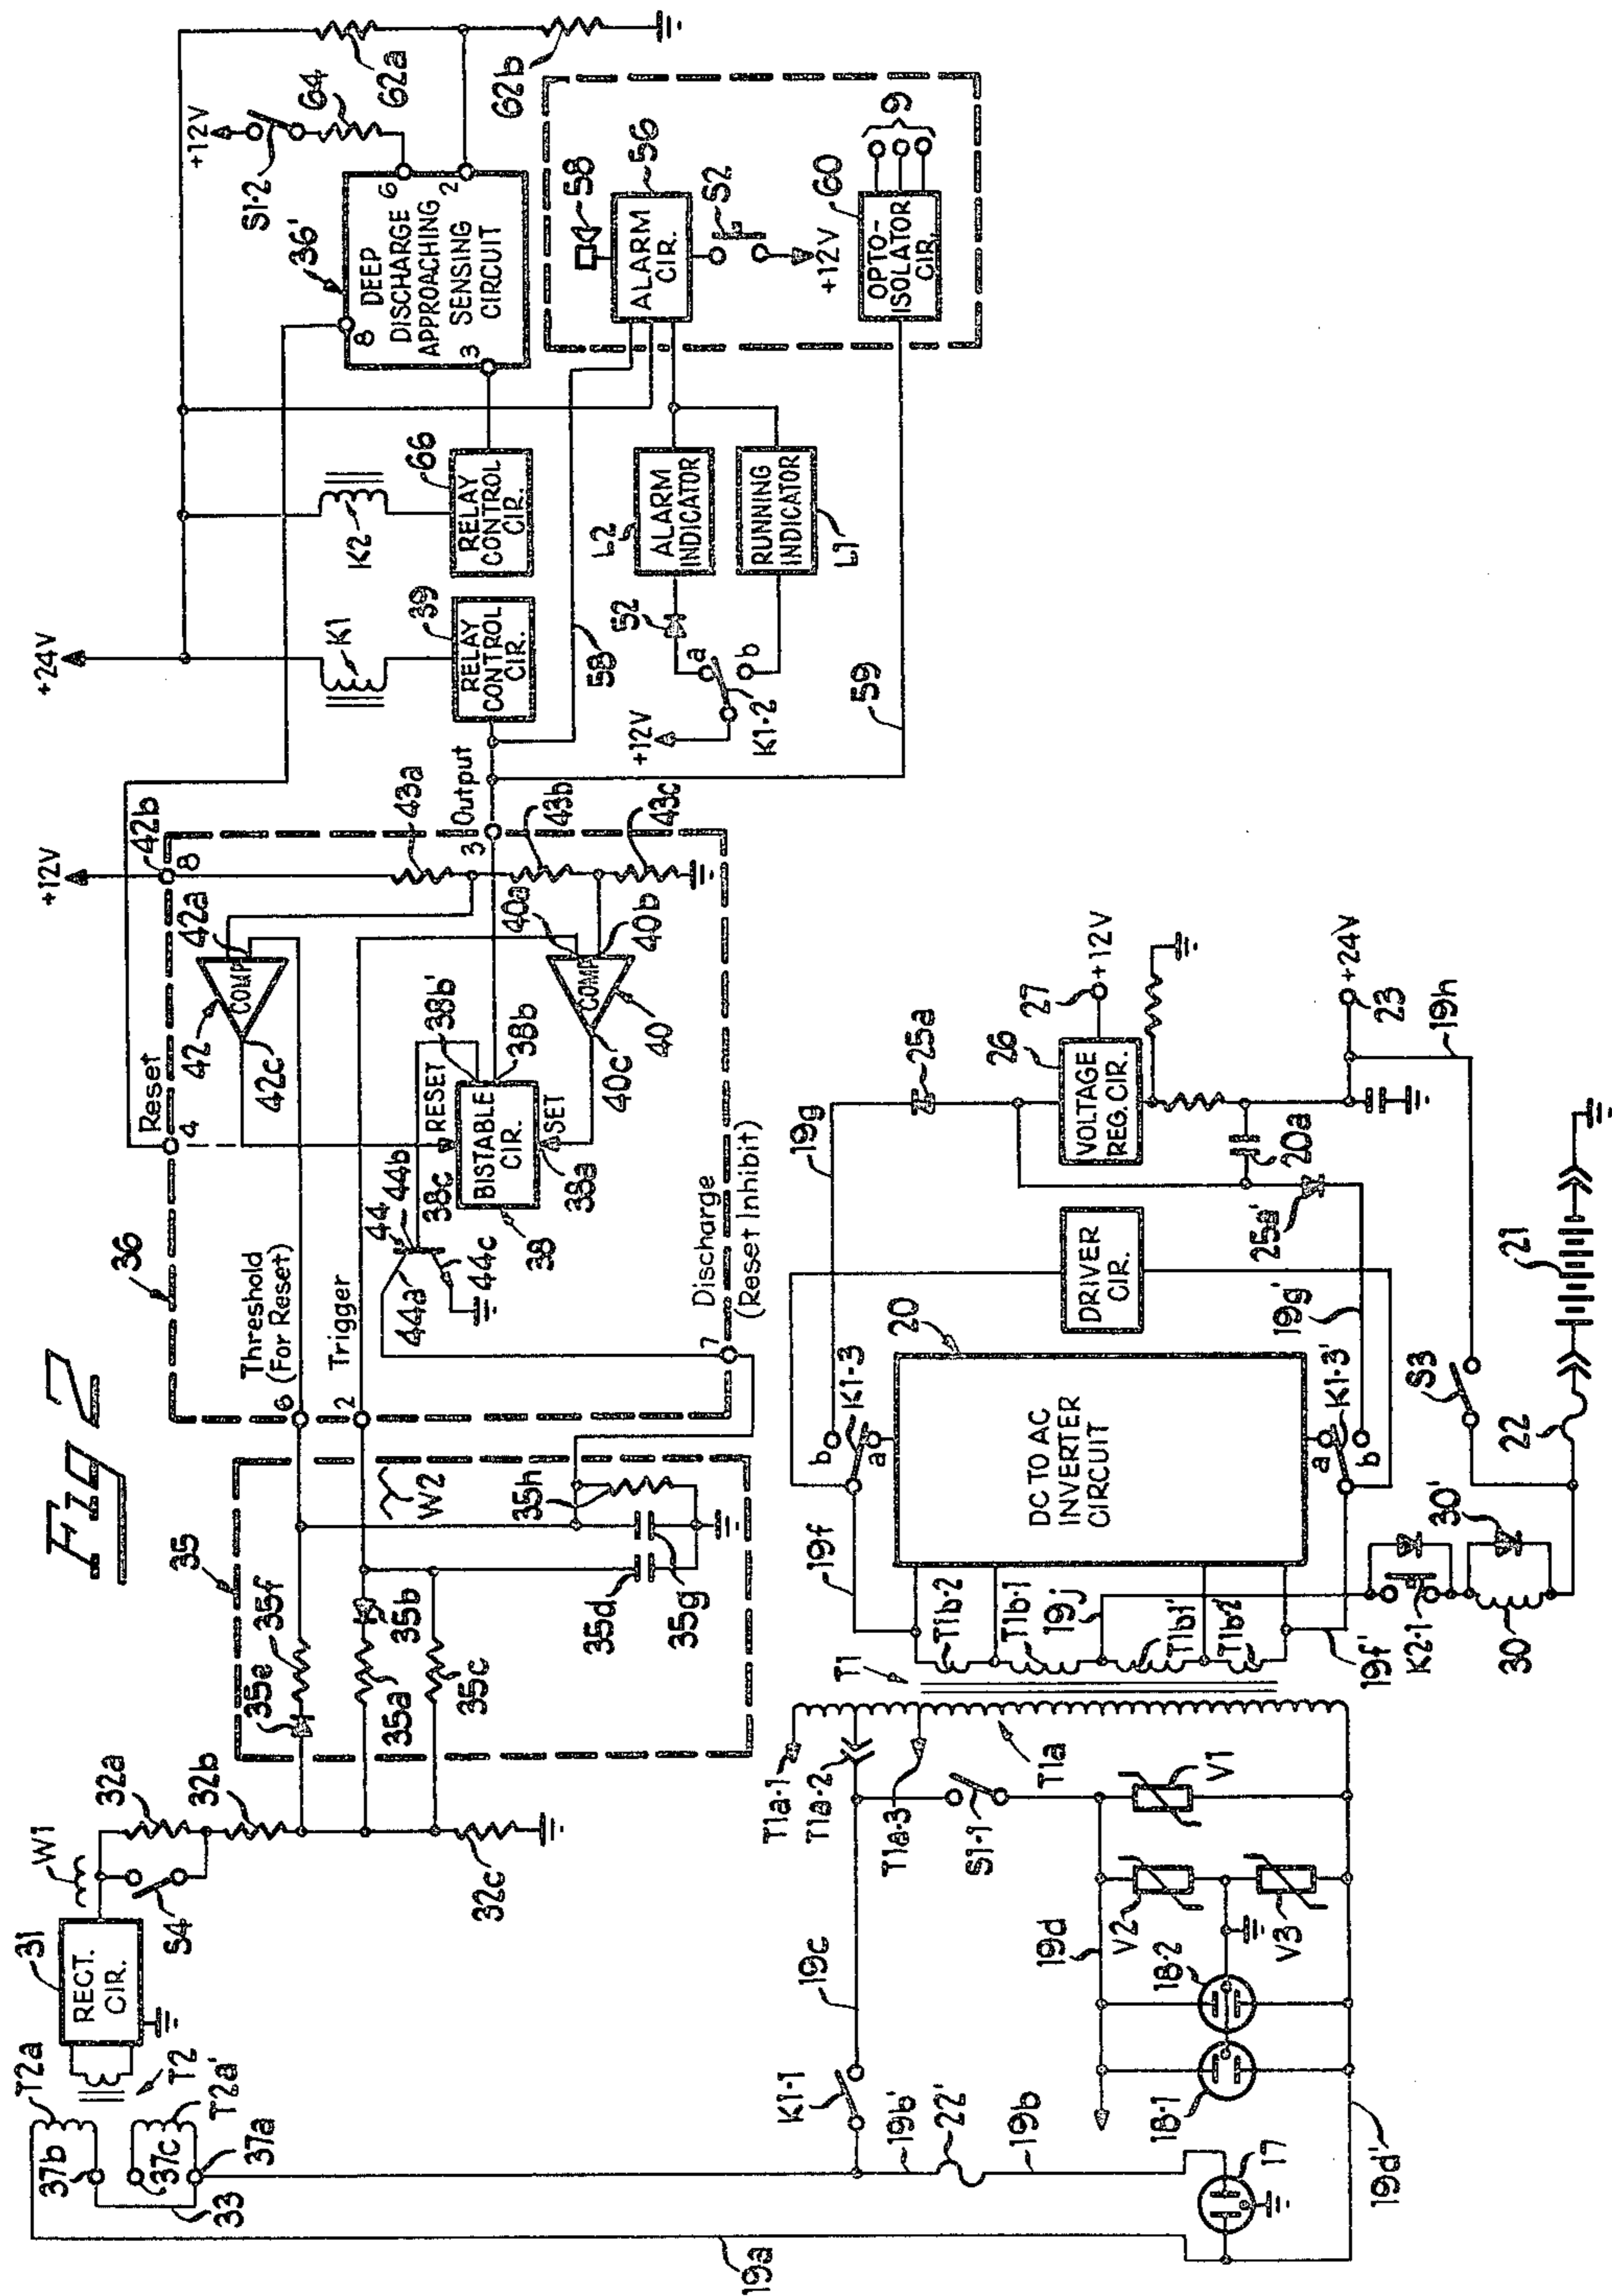 Fig 7
+24V
+12V
36
Reset
4
42b
8
42
42a
COMP
42c
43a
3
Output
43b
43c
40a
40b
COMP
40
40c
RESET
38b'
38b
BISTABLE
CIR.
SET
38c
38a
38
44
44b
44a
44c
Threshold
(For Reset)
6
Trigger
2
Discharge
(Reset Inhibit)
7
K1
K2
RELAY
CONTROL
CIR.
39
RELAY
CONTROL
CIR.
66
36'
DEEP
DISCHARGE
APPROACHING
SENSING
CIRCUIT
8
3
6
2
+12V
S1-2
64
62a
62b
58
ALARM
CIR.
56
S2
+12V
OPTO-
ISOLATOR
CIR.
60
9
58
59
L2
ALARM
INDICATOR
RUNNING
INDICATOR
L1
52
a
b
K1-2
+12V
T2a
T2
T2a'
37b
37c
37a
33
31
RECT.
CIR.
W1
S4
32a
32b
32c
35
35e
35f
35a
35b
35c
35d
35g
35h
W2
19a
19b'
22'
19b
K1-1
19c
17
18-1
18-2
19d
19d'
V1
V2
V3
S1-1
T1a-1
T1a-2
T1a-3
T1a
T1
T1b-2
T1b-1
19j
T1b1'
T1b-2'
19f
19f'
DC TO AC
INVERTER
CIRCUIT
20
K1-3
b
a
K1-3'
a
b
DRIVER
CIR.
19g
19g'
25a
25a'
VOLTAGE
REG. CIR.
26
27
+12V
20a
+24V
23
19h
K2-1
30
30'
S3
22
21